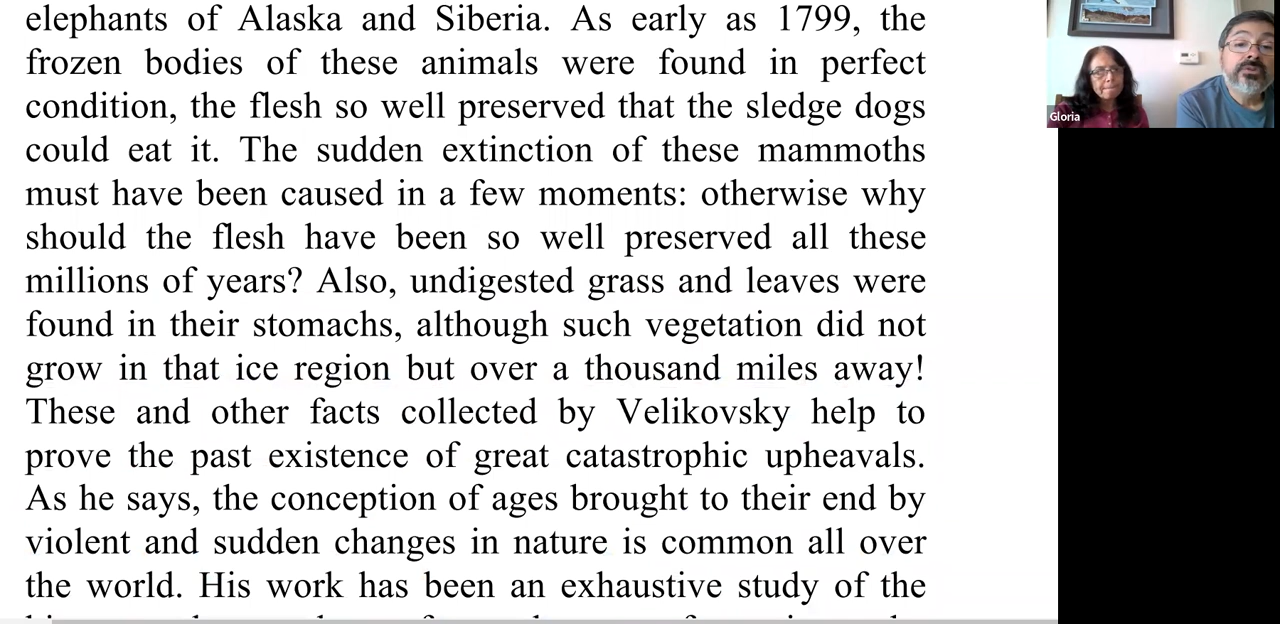 elephants of Alaska and Siberia. As early as 1799, the
frozen bodies of these animals were found in perfect
condition, the flesh so well preserved that the sledge dogs
could eat it. The sudden extinction of these mammoths
must have been caused in a few moments: otherwise why
should the flesh have been so well preserved all these
millions of years? Also, undigested grass and leaves were
found in their stomachs, although such vegetation did not
grow in that ice region but over a thousand miles away!
These and other facts collected by Velikovsky help to
prove the past existence of great catastrophic upheavals.
As he says, the conception of ages brought to their end by
violent and sudden changes in nature is common all over
the world. His work has been an exhaustive study of the
Gloria